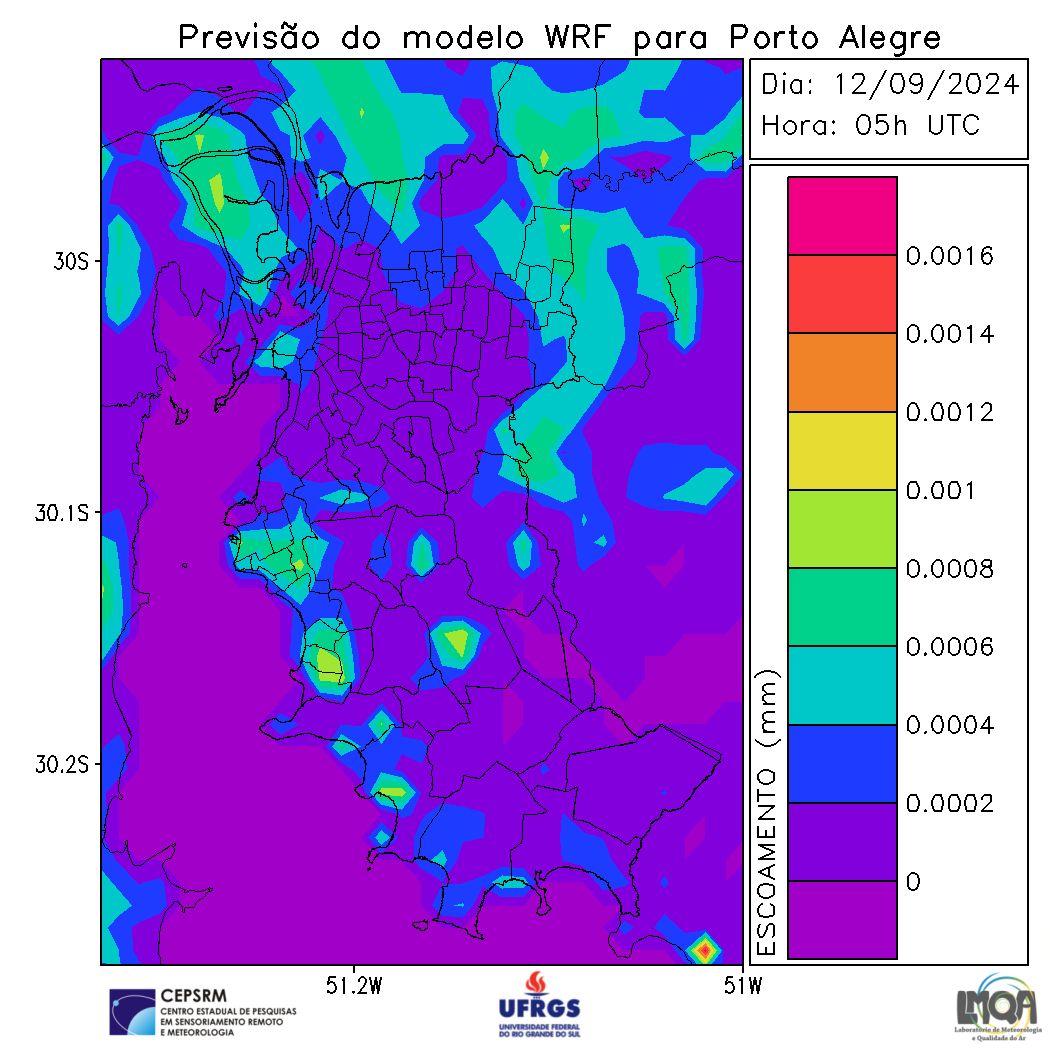 Previsão do modelo WRF para Porto Alegre
Dia: 12/09/2024
Hora: 05h UTC
30S
30.1S
30.2S
51.2W
51W
ESCOAMENTO (mm)
0.0016
0.0014
0.0012
0.001
0.0008
0.0006
0.0004
0.0002
0
CEPSRM
CENTRO ESTADUAL DE PESQUISAS
EM SENSORIAMENTO REMOTO
E METEOROLOGIA
UFRGS
UNIVERSIDADE FEDERAL
DO RIO GRANDE DO SUL
LMQA
Laboratório de Meteorologia
e Qualidade do Ar